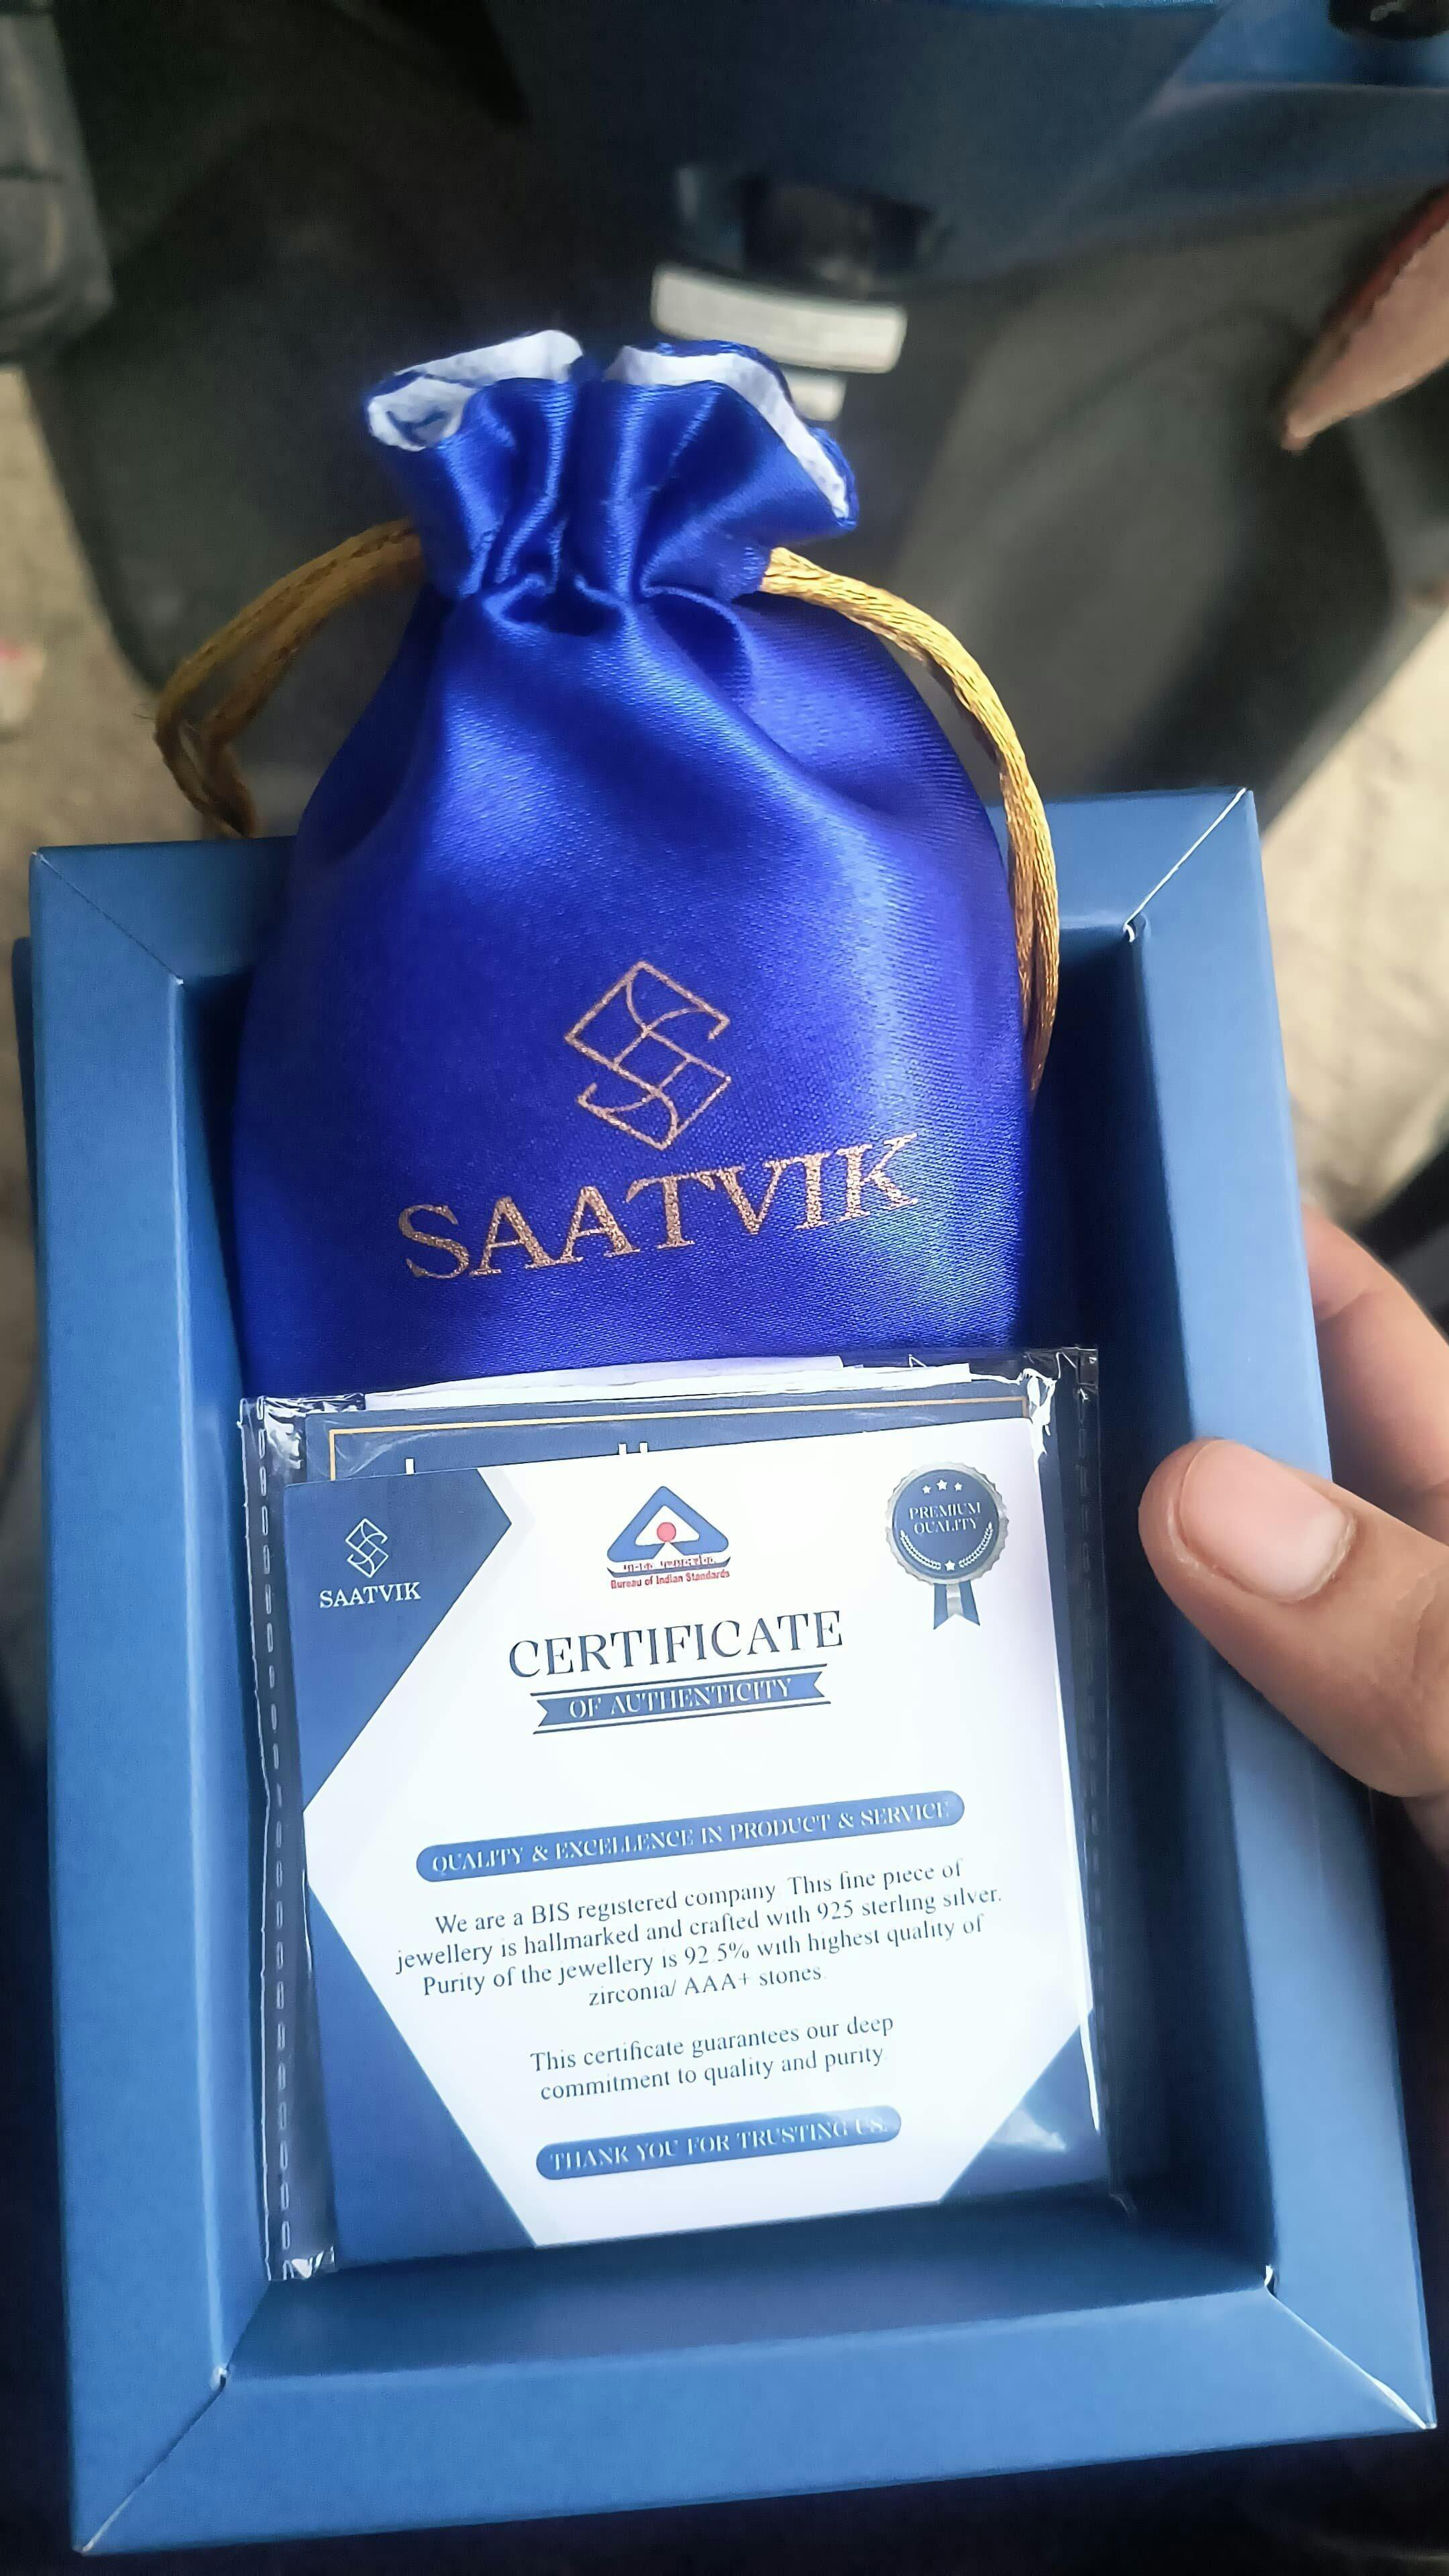 SAATVIK
SAATVIK
Bureau of Indian Standards
PREMIUM
QUALITY
CERTIFICATE
OF AUTHENTICITY
QUALITY & EXCELLENCE IN PRODUCT & SERVICE
We are a BIS registered company This fine piece of
jewellery is hallmarked and crafted with 925 sterling silver.
Purity of the jewellery is 92.5% with highest quality of
zirconia/ AAA+ stones.
This certificate guarantees our deep
commitment to quality and purity
THANK YOU FOR TRUSTING US.